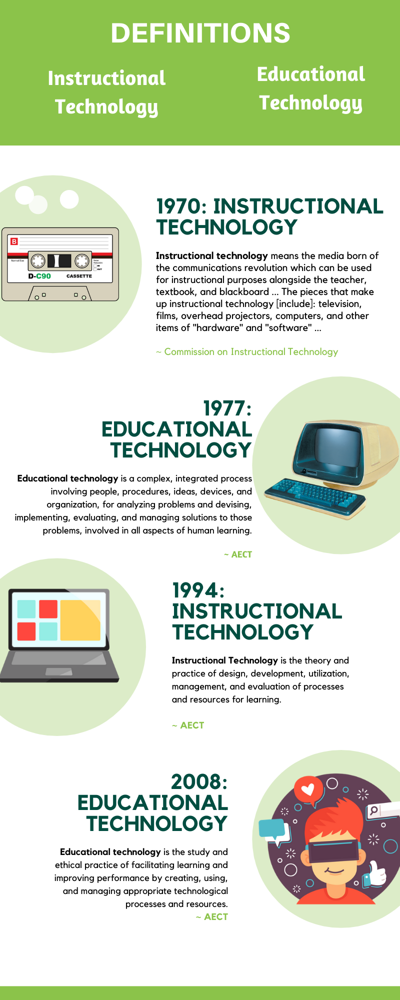 DEFINITIONS
Instructional
Technology
Educational
Technology
1970: INSTRUCTIONAL
TECHNOLOGY
Instructional technology means the media born of
the communications revolution which can be used
for instructional purposes alongside the teacher,
textbook, and blackboard ... The pieces that make
up instructional technology [include]: television,
films, overhead projectors, computers, and other
items of "hardware" and "software" ...
~ Commission on Instructional Technology
B
Normal Bias
Noise
Reduction
IN
OUT
D-C90
CASSETTE
1977:
EDUCATIONAL
TECHNOLOGY
Educational technology is a complex, integrated process
involving people, procedures, ideas, devices, and
organization, for analyzing problems and devising,
implementing, evaluating, and managing solutions to those
problems, involved in all aspects of human learning.
~ AECT
1994:
INSTRUCTIONAL
TECHNOLOGY
Instructional Technology is the theory and
practice of design, development, utilization,
management, and evaluation of processes
and resources for learning.
~ AECT
2008:
EDUCATIONAL
TECHNOLOGY
Educational technology is the study and
ethical practice of facilitating learning and
improving performance by creating, using,
and managing appropriate technological
processes and resources.
~ AECT